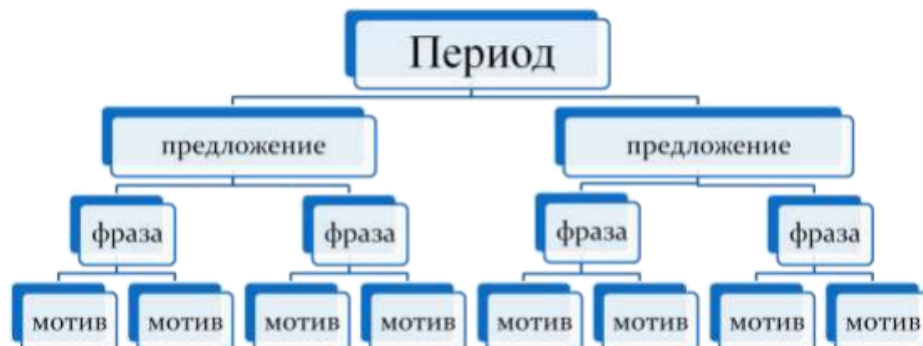 Период
предложение предложение
фраза фраза фраза фраза
мотив мотив мотив мотив мотив мотив мотив мотив